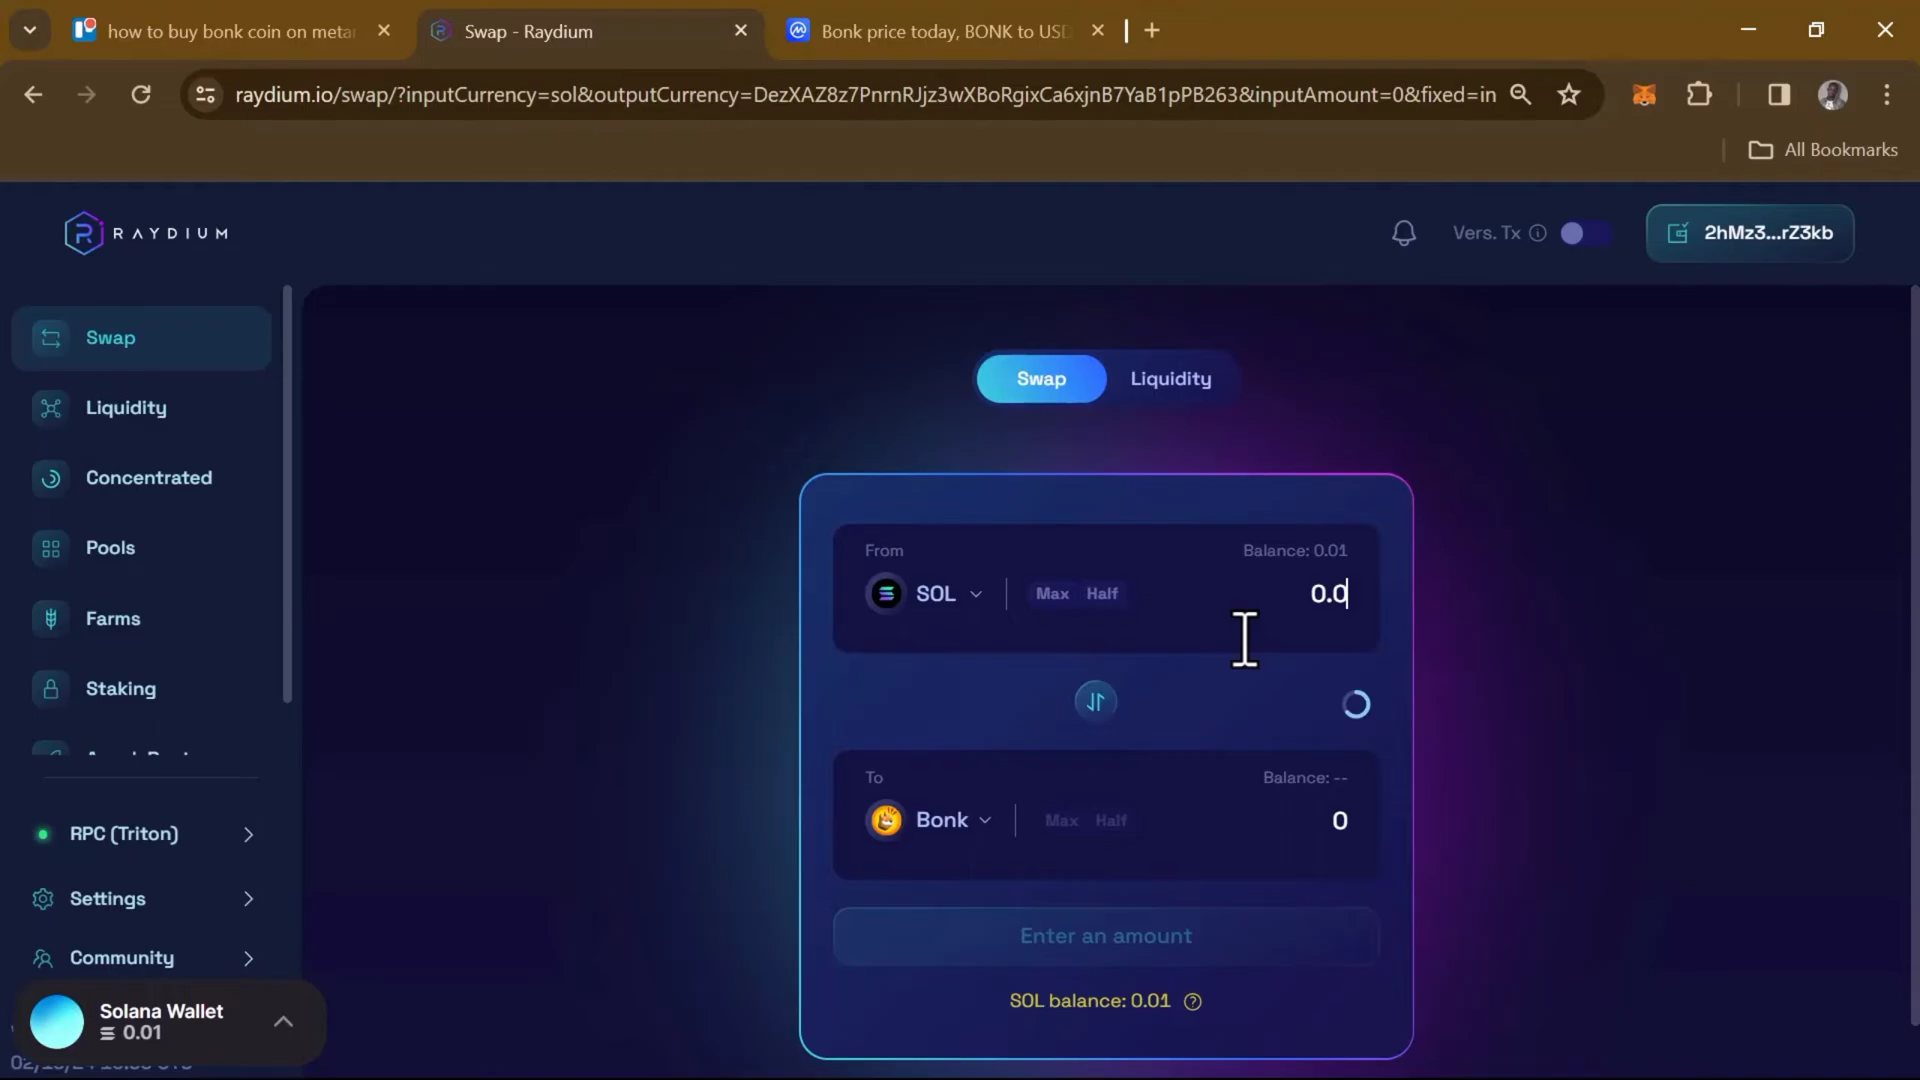 how to buy bonk coin on metar
Swap - Raydium
Bonk price today, BONK to USD
raydium.io/swap/?inputCurrency=sol&outputCurrency=DezXAZ8z7PnrnRJjz3wXBoRgixCa6xjnB7YaB1pPB263&inputAmount=0&fixed=in
All Bookmarks
RAYDIUM
Vers. Tx
2hMz3...rZ3kb
Swap
Liquidity
Concentrated
Pools
Farms
Staking
RPC (Triton)
Settings
Community
Solana Wallet
0.01
Swap Liquidity
From Balance: 0.01
SOL Max Half 0.0
To Balance: --
Bonk Max Half 0
Enter an amount
SOL balance: 0.01